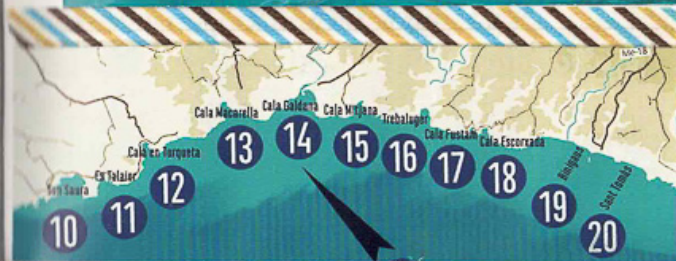 Me-18
Cala Macarella
Cala Galdana
Cala Mitjana
Trebaluger
Cala Fustam
Cala Escorxada
Binigaus
Sant Tomàs
Cala en Turqueta
Es Talaier
Son Saura
10
11
12
13
14
15
16
17
18
19
20